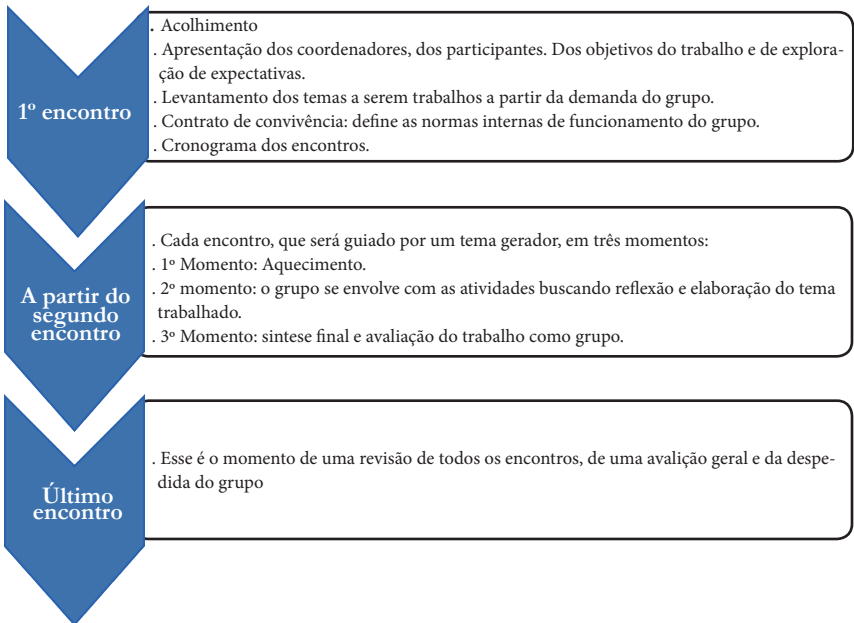 1º encontro
. Acolhimento
. Apresentação dos coordenadores, dos participantes. Dos objetivos do trabalho e de explora-
ção de expectativas.
. Levantamento dos temas a serem trabalhos a partir da demanda do grupo.
. Contrato de convivência: define as normas internas de funcionamento do grupo.
. Cronograma dos encontros.
A partir do
segundo
encontro
. Cada encontro, que será guiado por um tema gerador, em três momentos:
. 1º Momento: Aquecimento.
. 2º momento: o grupo se envolve com as atividades buscando reflexão e elaboração do tema
trabalhado.
. 3º Momento: sintese final e avaliação do trabalho como grupo.
Último
encontro
. Esse é o momento de uma revisão de todos os encontros, de uma avalição geral e da despe-
dida do grupo